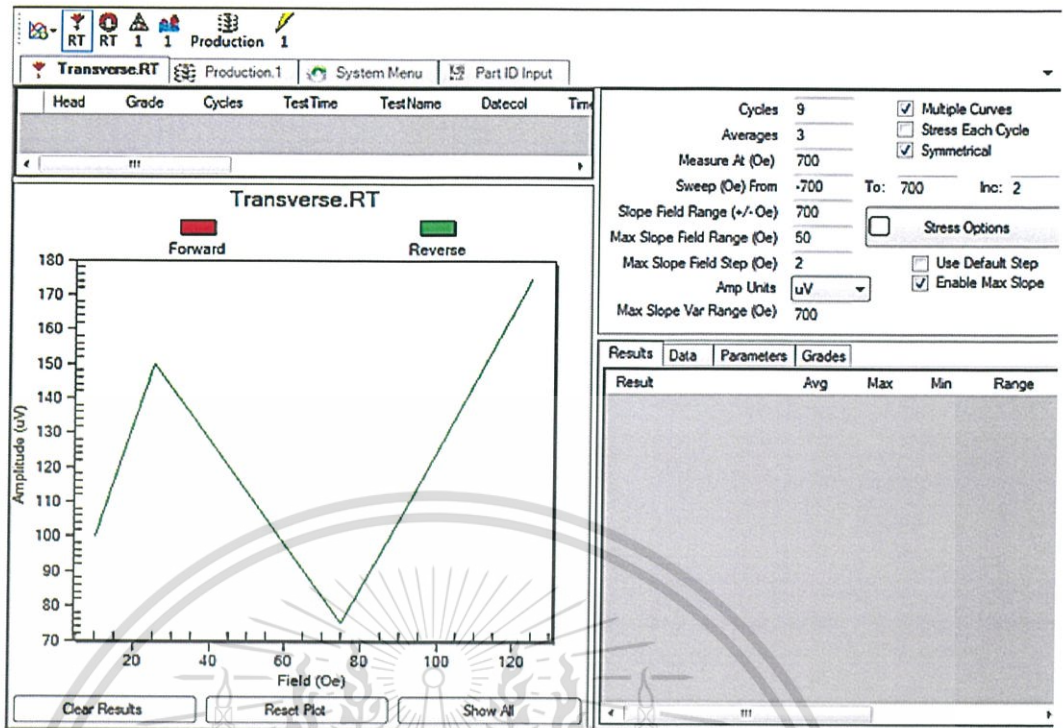 RT RT 1 1 Production 1
Transverse.RT Production.1 System Menu Part ID Input
Head Grade Cycles TestTime TestName Datecol Time
Transverse.RT
Forward Reverse
Amplitude (uV)
180
170
160
150
140
130
120
110
100
90
80
70
20 40 60 80 100 120
Field (Oe)
Clear Results Reset Plot Show All
Cycles 9 Multiple Curves
Averages 3 Stress Each Cycle
Measure At (Oe) 700 Symmetrical
Sweep (Oe) From -700 To: 700 Inc: 2
Slope Field Range (+/- Oe) 700 Stress Options
Max Slope Field Range (Oe) 50
Max Slope Field Step (Oe) 2 Use Default Step
Amp Units uV Enable Max Slope
Max Slope Var Range (Oe) 700
Results Data Parameters Grades
Result Avg Max Min Range